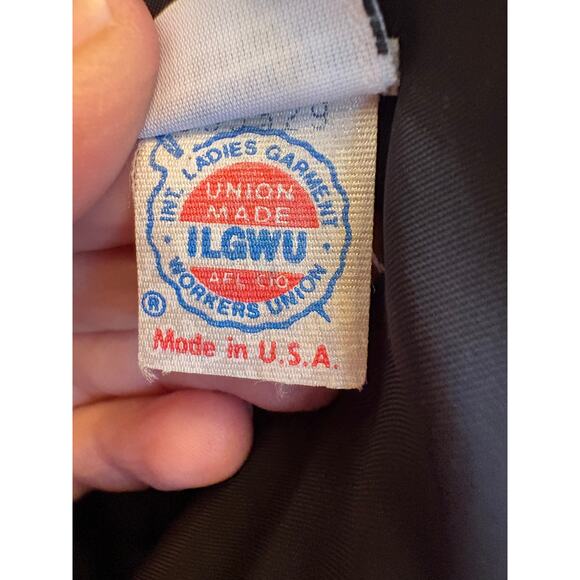 INT. LADIES GARMENT
UNION
MADE
ILGWU
AFL CIO
WORKERS UNION
®
Made in U.S.A.